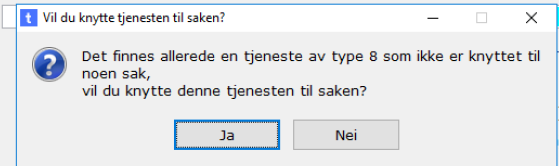 Vil du knytte tjenesten til saken?
Det finnes allerede en tjeneste av type 8 som ikke er knyttet til
noen sak,
vil du knytte denne tjenesten til saken?
Ja
Nei